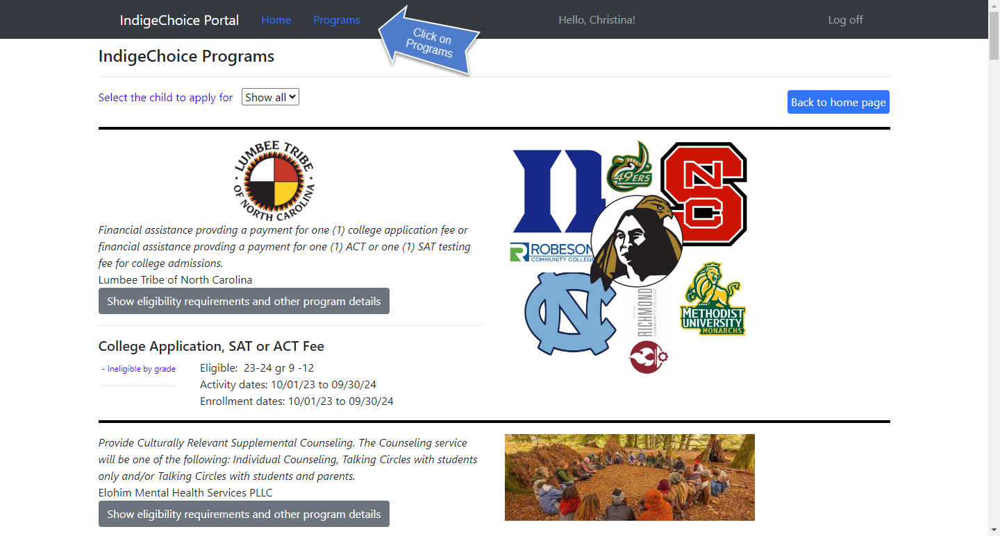 IndigeChoice Portal Home Programs Hello, Christina! Log off
Click on
Programs
IndigeChoice Programs
Select the child to apply for Show all
Back to home page
LUMBEE TRIBE
OF NORTH CAROLINA
Financial assistance provding a payment for one (1) college application fee or
financial assistance provding a payment for one (1) ACT or one (1) SAT testing
fee for college admissions.
Lumbee Tribe of North Carolina
Show eligibility requirements and other program details
College Application, SAT or ACT Fee
- Ineligible by grade
Eligible: 23-24 gr 9 -12
Activity dates: 10/01/23 to 09/30/24
Enrollment dates: 10/01/23 to 09/30/24
49ERS
NC
S
ROBESON
COMMUNITY COLLEGE
NC
RICHMOND
COMMUNITY COLLEGE
METHODIST
UNIVERSITY
MONARCHS
Provide Culturally Relevant Supplemental Counseling. The Counseling service
will be one of the following: Individual Counseling, Talking Circles with students
only and/or Talking Circles with students and parents.
Elohim Mental Health Services PLLC
Show eligibility requirements and other program details